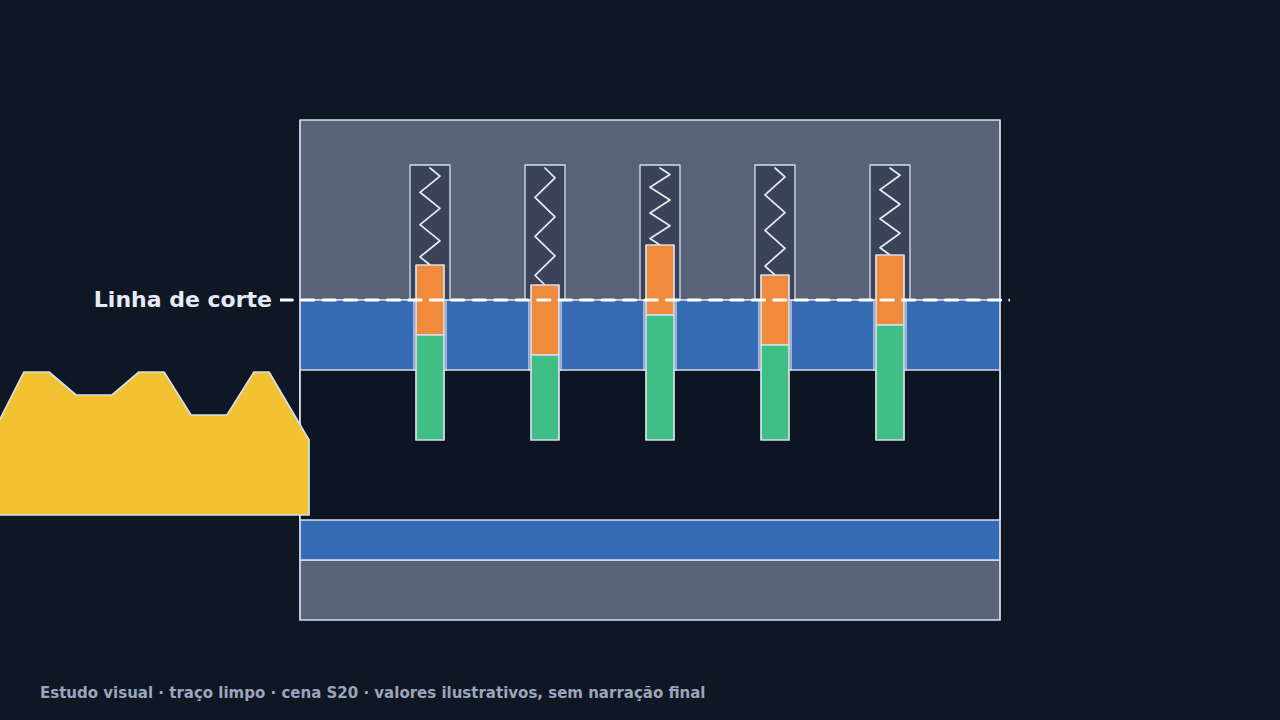 Linha de corte
Estudo visual · traço limpo · cena S20 · valores ilustrativos, sem narração final